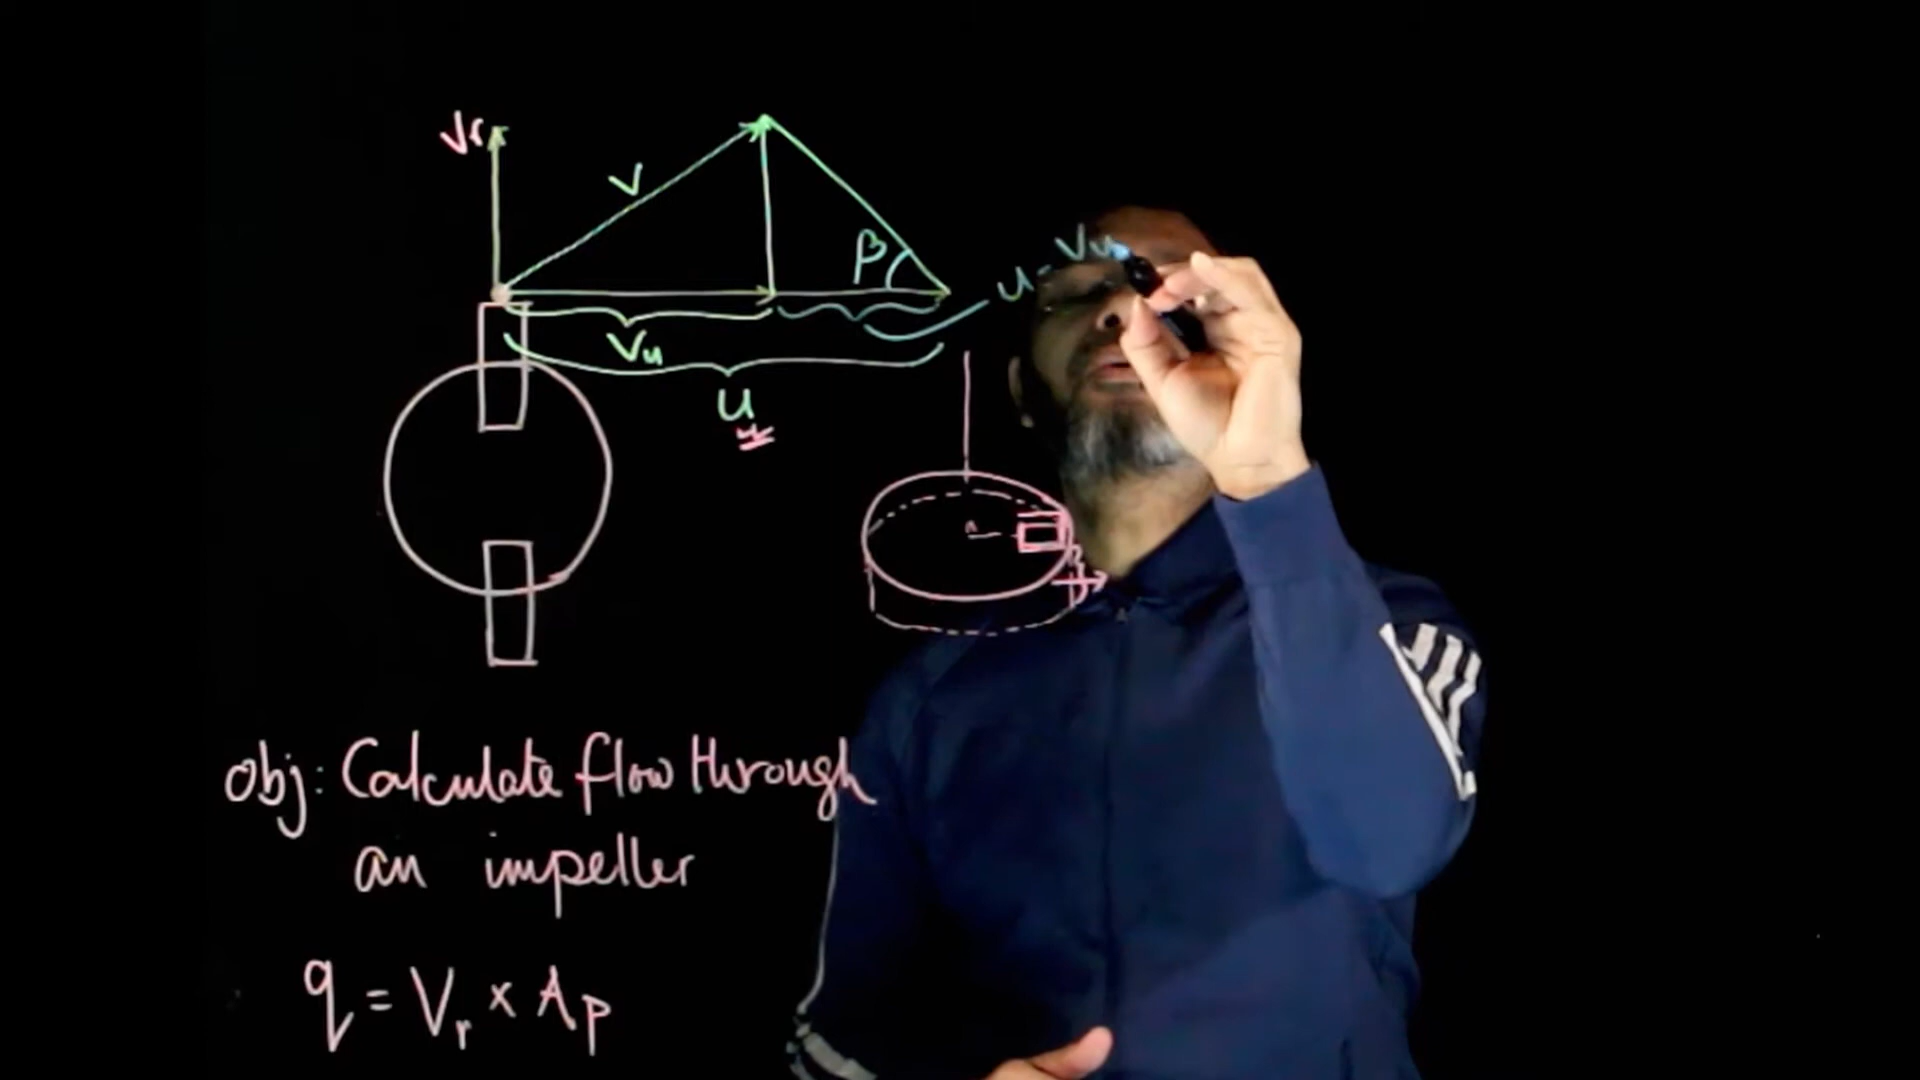 Vr
V
β
u - Vu
Vu
u
Obj: Calculate flow through
an impeller
q = Vr × Ap